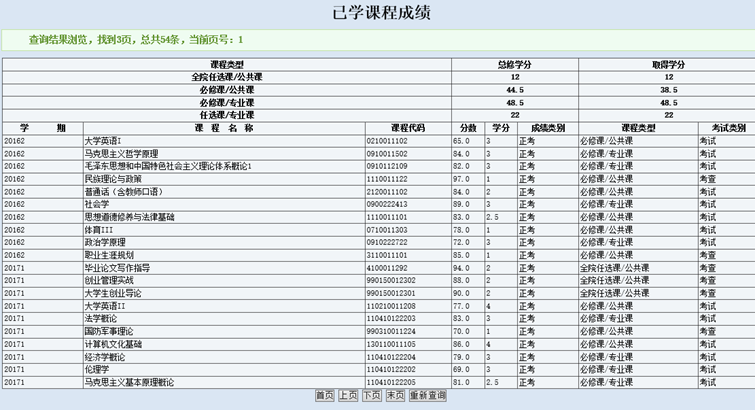 已学课程成绩
查询结果浏览，找到3页，总共54条，当前页号：1
课程类型 总修学分 取得学分
全院任选课/公共课 12 12
必修课/公共课 44.5 38.5
必修课/专业课 48.5 48.5
任选课/专业课 22 22
学 期 课 程 名 称 课程代码 分数 学分 成绩类别 课程类型 考试类别
20162 大学英语I 0210011102 65.0 3 正考 必修课/公共课 考试
20162 马克思主义哲学原理 0910011502 84.0 3 正考 必修课/专业课 考试
20162 毛泽东思想和中国特色社会主义理论体系概论1 0910112109 82.0 3 正考 必修课/专业课 考试
20162 民族理论与政策 1110011122 97.0 1 正考 必修课/公共课 考查
20162 普通话（含教师口语） 2120011102 84.0 2 正考 必修课/公共课 考试
20162 社会学 0900222413 89.0 3 正考 必修课/专业课 考试
20162 思想道德修养与法律基础 1110011101 83.0 2.5 正考 必修课/公共课 考试
20162 体育III 0710011303 78.0 1 正考 必修课/公共课 考试
20162 政治学原理 0910222722 72.0 3 正考 必修课/专业课 考试
20162 职业生涯规划 3110011101 85.0 1 正考 必修课/公共课 考查
20171 毕业论文写作指导 4100011292 94.0 2 正考 全院任选课/公共课 考查
20171 创业管理实战 990150012302 88.0 2 正考 全院任选课/公共课 考查
20171 大学生创业导论 990150012301 90.0 2 正考 全院任选课/公共课 考查
20171 大学英语II 110210011208 77.0 4 正考 必修课/公共课 考试
20171 法学概论 110410122203 83.0 3 正考 必修课/专业课 考试
20171 国防军事理论 990310011224 70.0 1 正考 必修课/公共课 考查
20171 计算机文化基础 130110011105 86.0 4 正考 必修课/公共课 考试
20171 经济学概论 110410122204 79.0 3 正考 必修课/专业课 考试
20171 伦理学 110410122202 69.0 3 正考 必修课/专业课 考试
20171 马克思主义基本原理概论 110410122205 81.0 2.5 正考 必修课/专业课 考试
首页 上页 下页 末页 重新查询